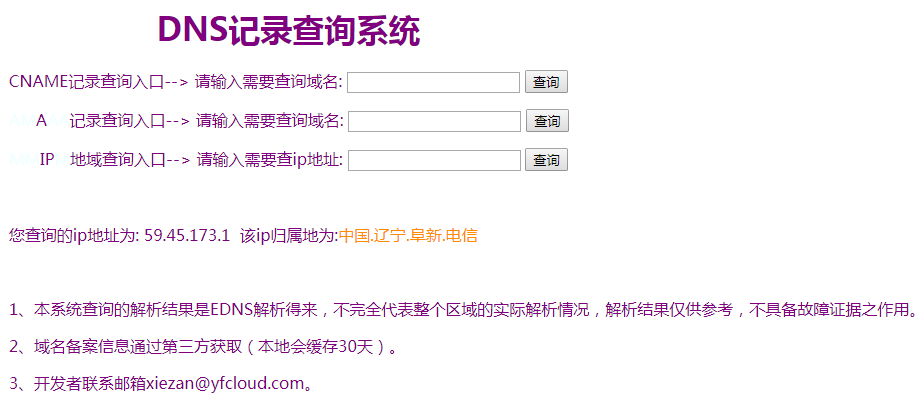 DNS记录查询系统
CNAME记录查询入口--> 请输入需要查询域名: 查询
A 记录查询入口--> 请输入需要查询域名: 查询
IP 地域查询入口--> 请输入需要查ip地址: 查询
您查询的ip地址为: 59.45.173.1 该ip归属地为:中国.辽宁.阜新.电信
1、本系统查询的解析结果是EDNS解析得来，不完全代表整个区域的实际解析情况，解析结果仅供参考，不具备故障证据之作用。
2、域名备案信息通过第三方获取（本地会缓存30天）。
3、开发者联系邮箱xiezan@yfcloud.com。